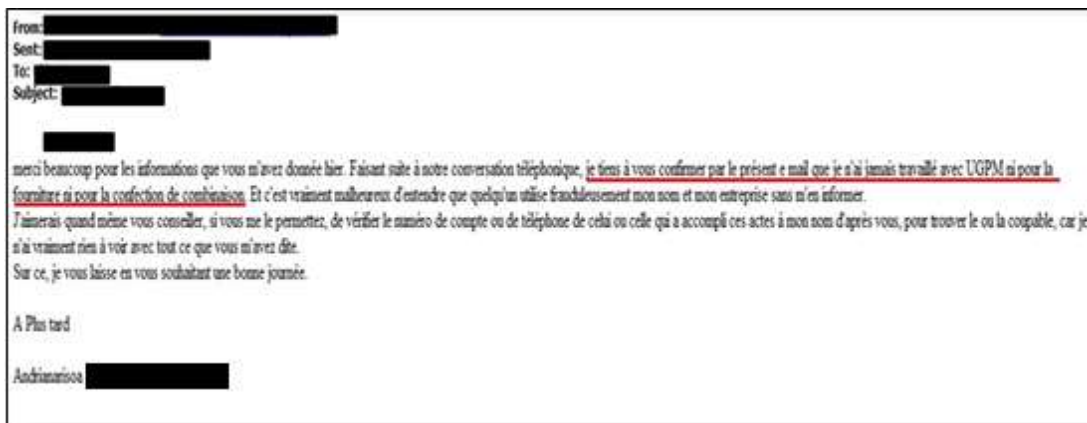 From:
Sent:
To:
Subject:
merci beaucoup pour les informations que vous m'avez donnée hier. Faisant suite à notre conversation téléphonique, je tiens à vous confirmer par le présent e mail que je n'ai jamais travaillé avec UGPM ni pour la
fourniture ni pour la confection de combinaison. Et c'est vraiment malheureux d'entendre que quelqu'un utilise frauduleusement mon nom et mon entreprise sans m'en informer.
J'aimerais quand même vous conseiller, si vous me le permettez, de vérifier le numéro de compte ou de téléphone de celui ou celle qui a accompli ces actes à mon nom d'après vous, pour trouver le ou la coupable, car je
n'ai vraiment rien à voir avec tout ce que vous m'avez dite.
Sur ce, je vous laisse en vous souhaitant une bonne journée.
A Plus tard
Andrianarisoa